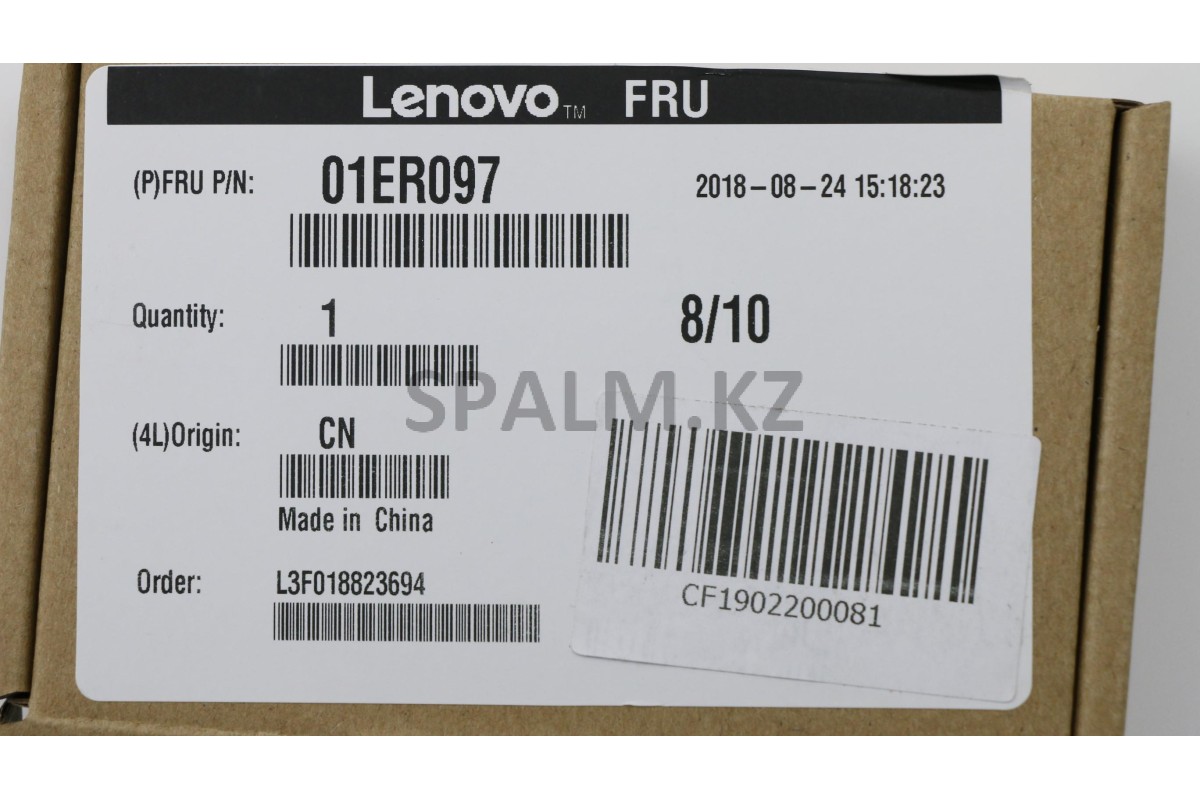 Lenovo™ FRU
(P)FRU P/N: 01ER097 2018-08-24 15:18:23
Quantity: 1 8/10
SPALM.KZ
(4L)Origin: CN
Made in China
Order: L3F018823694
CF1902200081